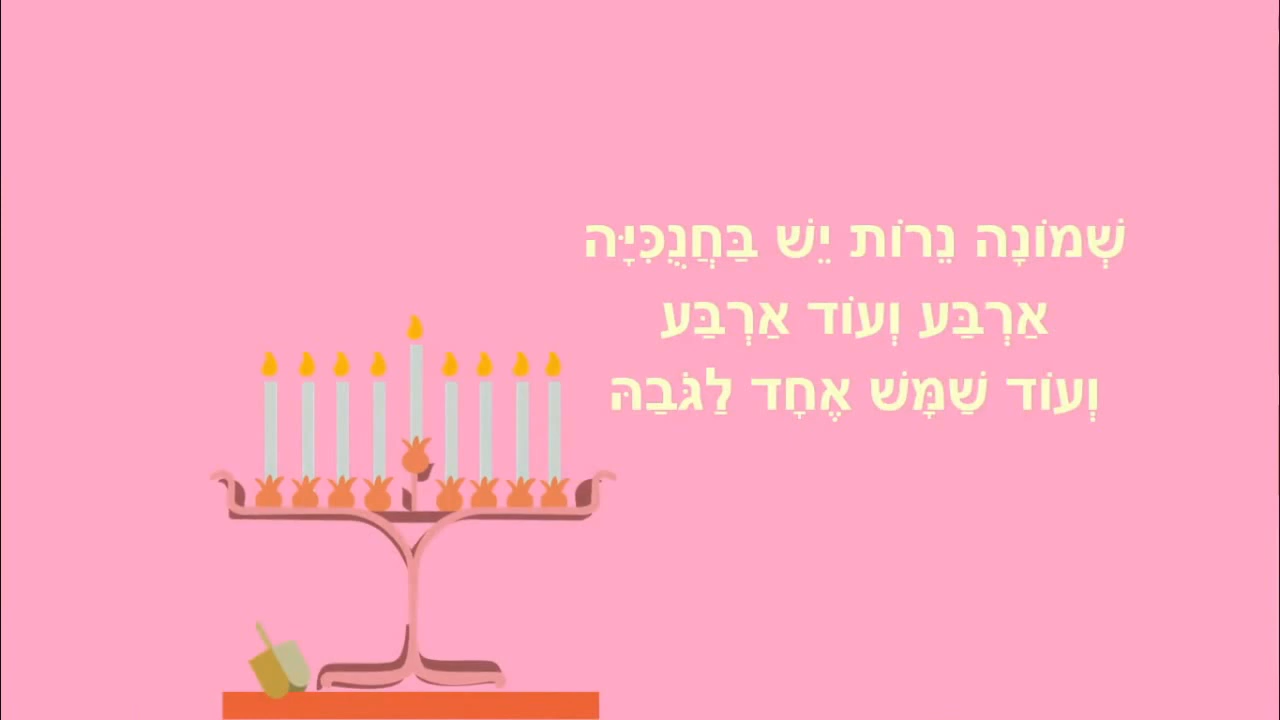 שְׁמוֹנָה נֵרוֹת יֵשׁ בַּחֲנֻכִּיָּה
אַרְבַּע וְעוֹד אַרְבַּע
וְעוֹד שַׁמָּשׁ אֶחָד לַגֹּבַהּ